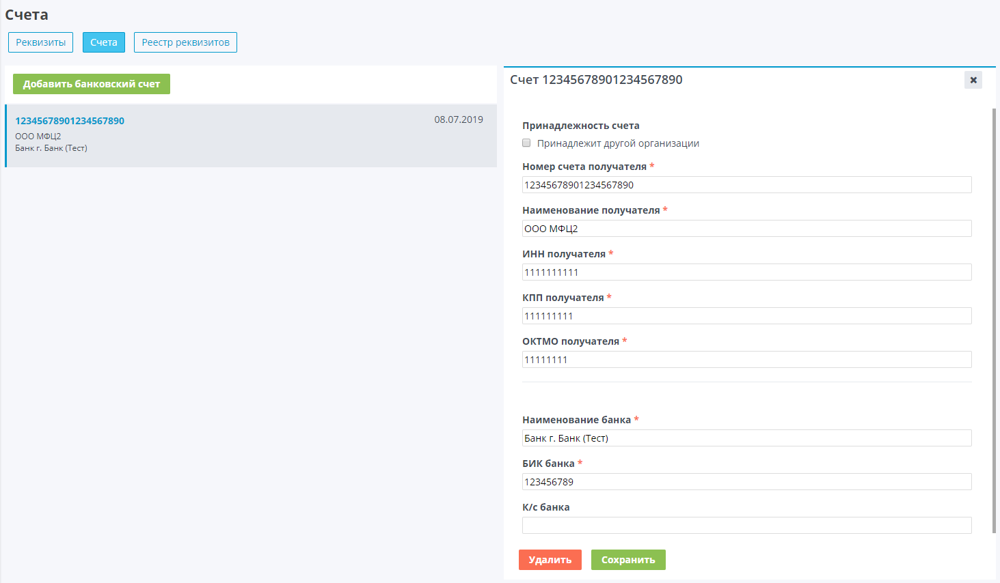 Счета
Реквизиты Счета Реестр реквизитов
Добавить банковский счет
12345678901234567890 08.07.2019
ООО МФЦ2
Банк г. Банк (Тест)
Счет 12345678901234567890
Принадлежность счета
Принадлежит другой организации
Номер счета получателя *
12345678901234567890
Наименование получателя *
ООО МФЦ2
ИНН получателя *
1111111111
КПП получателя *
111111111
ОКТМО получателя *
11111111
Наименование банка *
Банк г. Банк (Тест)
БИК банка *
123456789
К/с банка
Удалить Сохранить